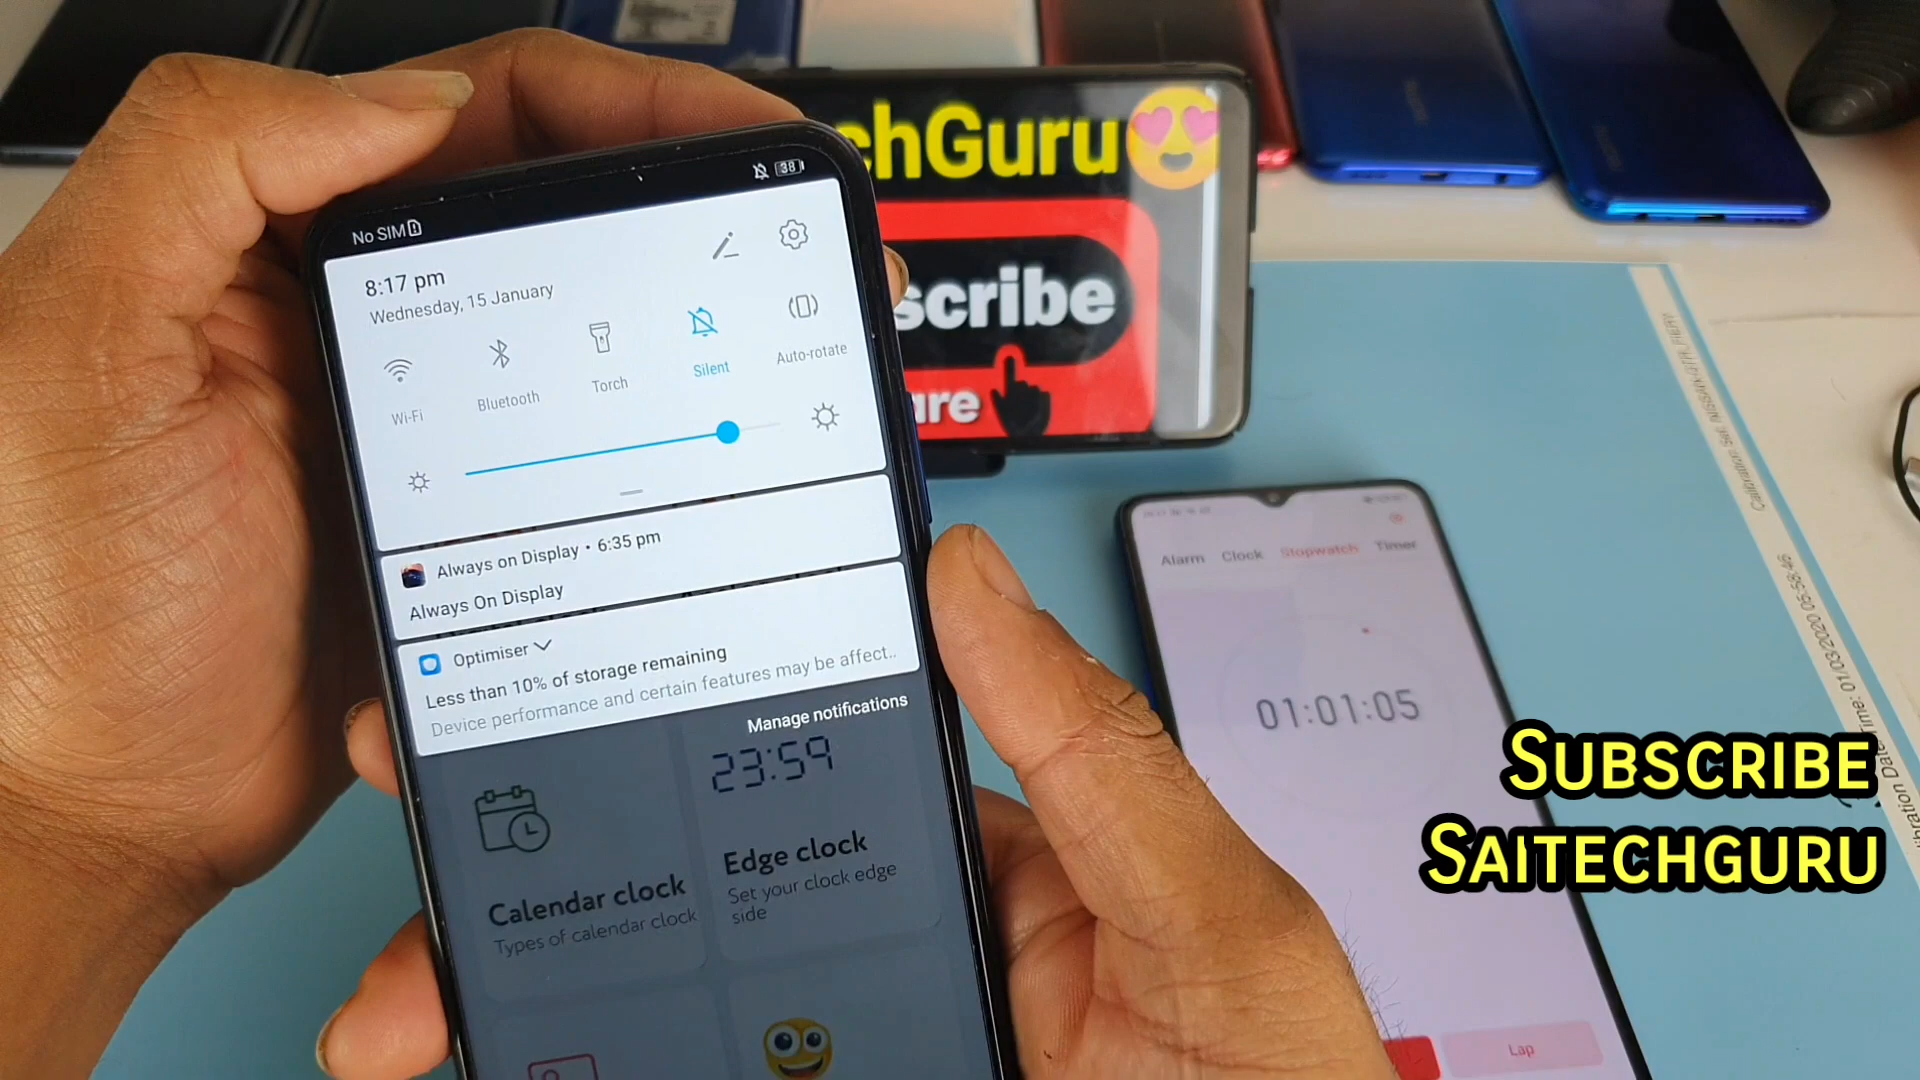 chGuru
scribe
are
No SIM
38
8:17 pm
Wednesday, 15 January
Wi-Fi
Bluetooth
Torch
Silent
Auto-rotate
Always on Display • 6:35 pm
Always On Display
Optimiser
Less than 10% of storage remaining
Device performance and certain features may be affect..
Manage notifications
23:59
Calendar clock
Types of calendar clock
Edge clock
Set your clock edge
side
Alarm Clock Stopwatch Timer
01:01:05
Lap
SUBSCRIBE
SAITECHGURU